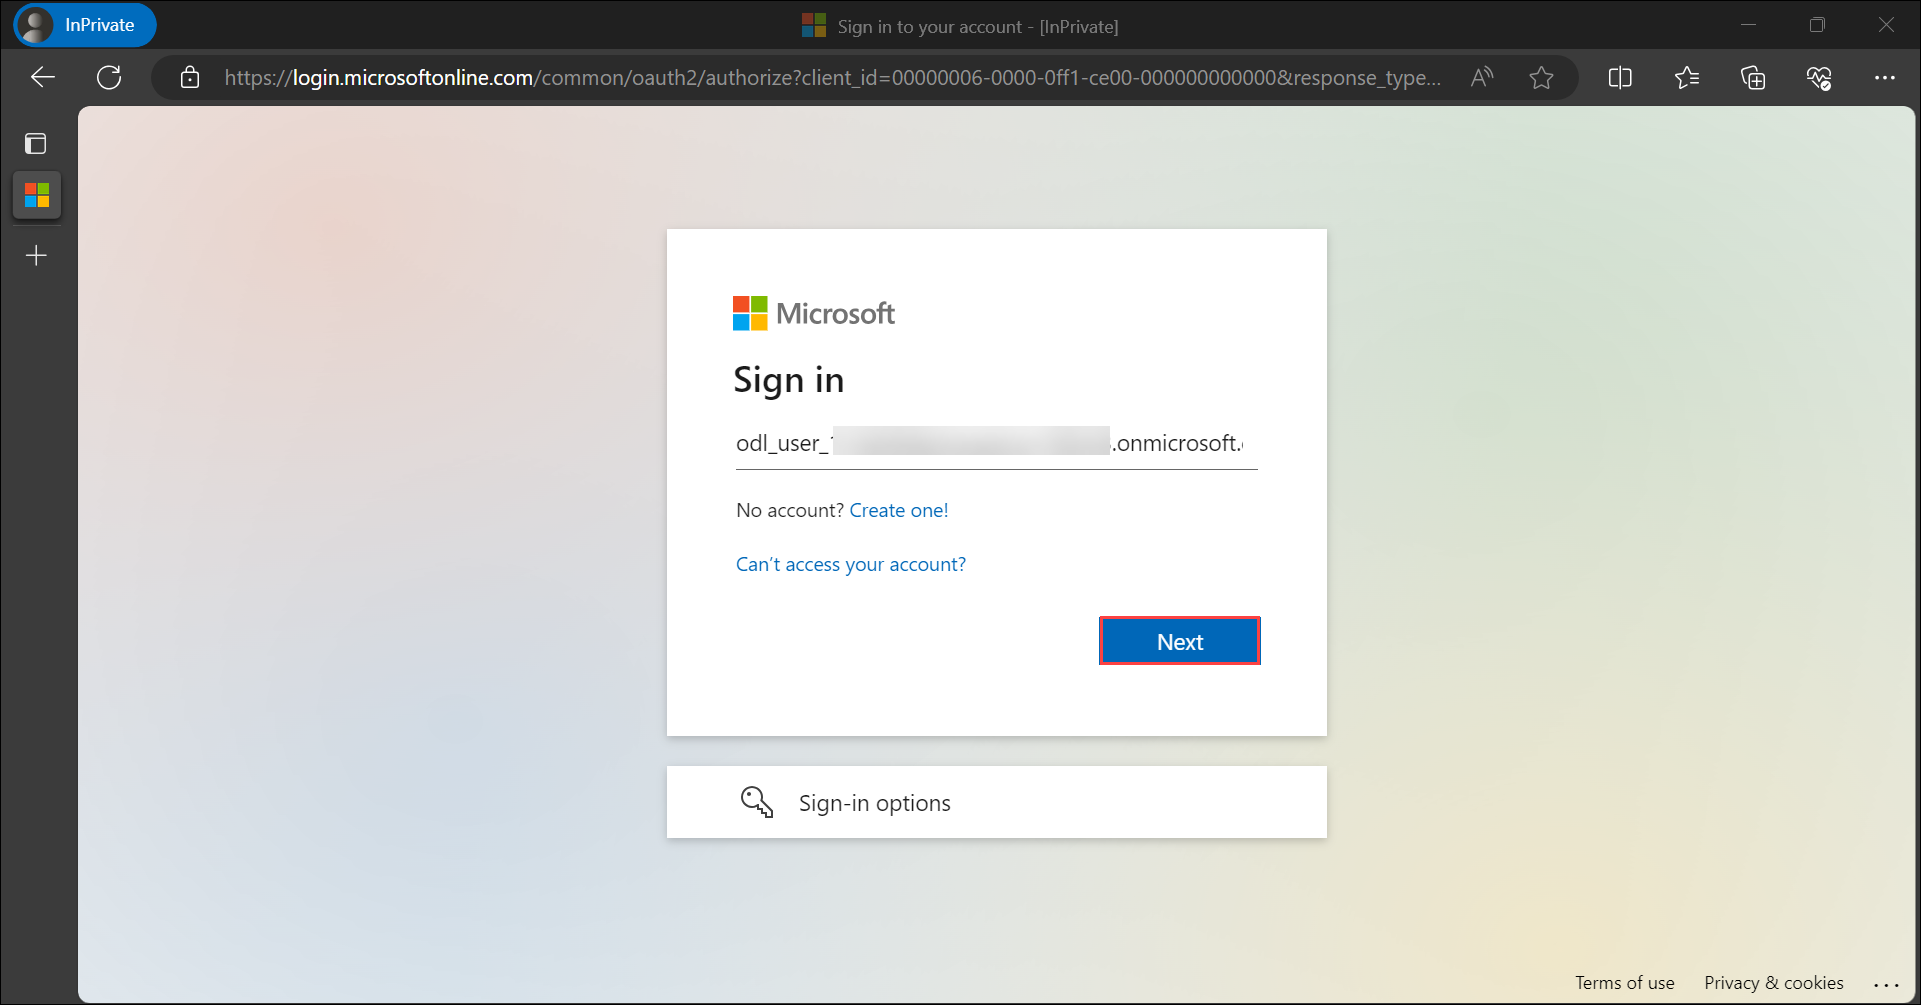 InPrivate
Sign in to your account - [InPrivate]
https://login.microsoftonline.com/common/oauth2/authorize?client_id=00000006-0000-0ff1-ce00-000000000000&response_type...
Microsoft
Sign in
odl_user_ .onmicrosoft.
No account? Create one!
Can't access your account?
Next
Sign-in options
Terms of use Privacy & cookies ...